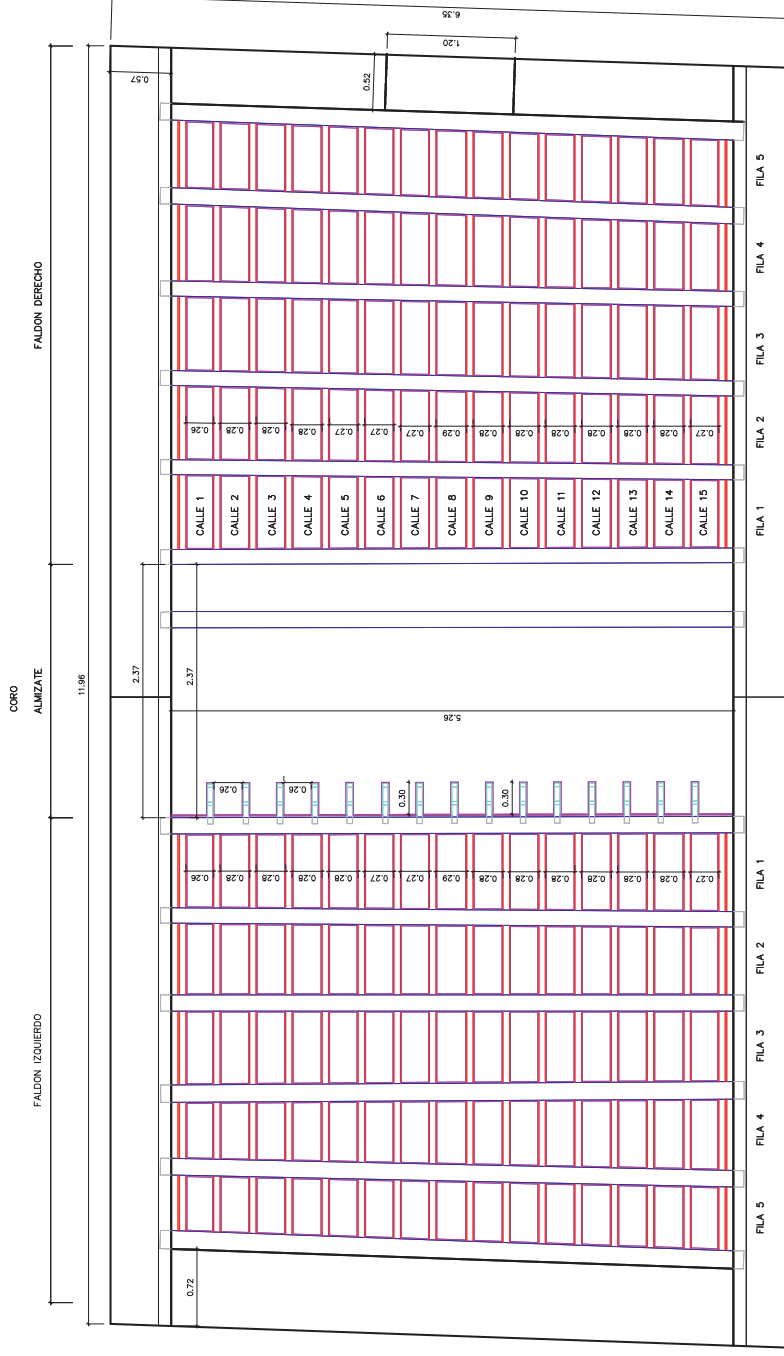 6.35
1.20
0.57
0.52
FALDON DERECHO
FILA 5
FILA 4
FILA 3
FILA 2
FILA 1
0.26
0.28
0.28
0.28
0.27
0.27
0.27
0.29
0.28
0.28
0.28
0.28
0.28
0.28
0.27
CALLE 1
CALLE 2
CALLE 3
CALLE 4
CALLE 5
CALLE 6
CALLE 7
CALLE 8
CALLE 9
CALLE 10
CALLE 11
CALLE 12
CALLE 13
CALLE 14
CALLE 15
CORO
ALMIZATE
11.96
2.37
2.37
5.26
0.26
0.26
0.30
0.30
0.26
0.28
0.28
0.28
0.28
0.27
0.27
0.29
0.28
0.28
0.28
0.28
0.28
0.28
0.27
FALDON IZQUIERDO
FILA 1
FILA 2
FILA 3
FILA 4
FILA 5
0.72